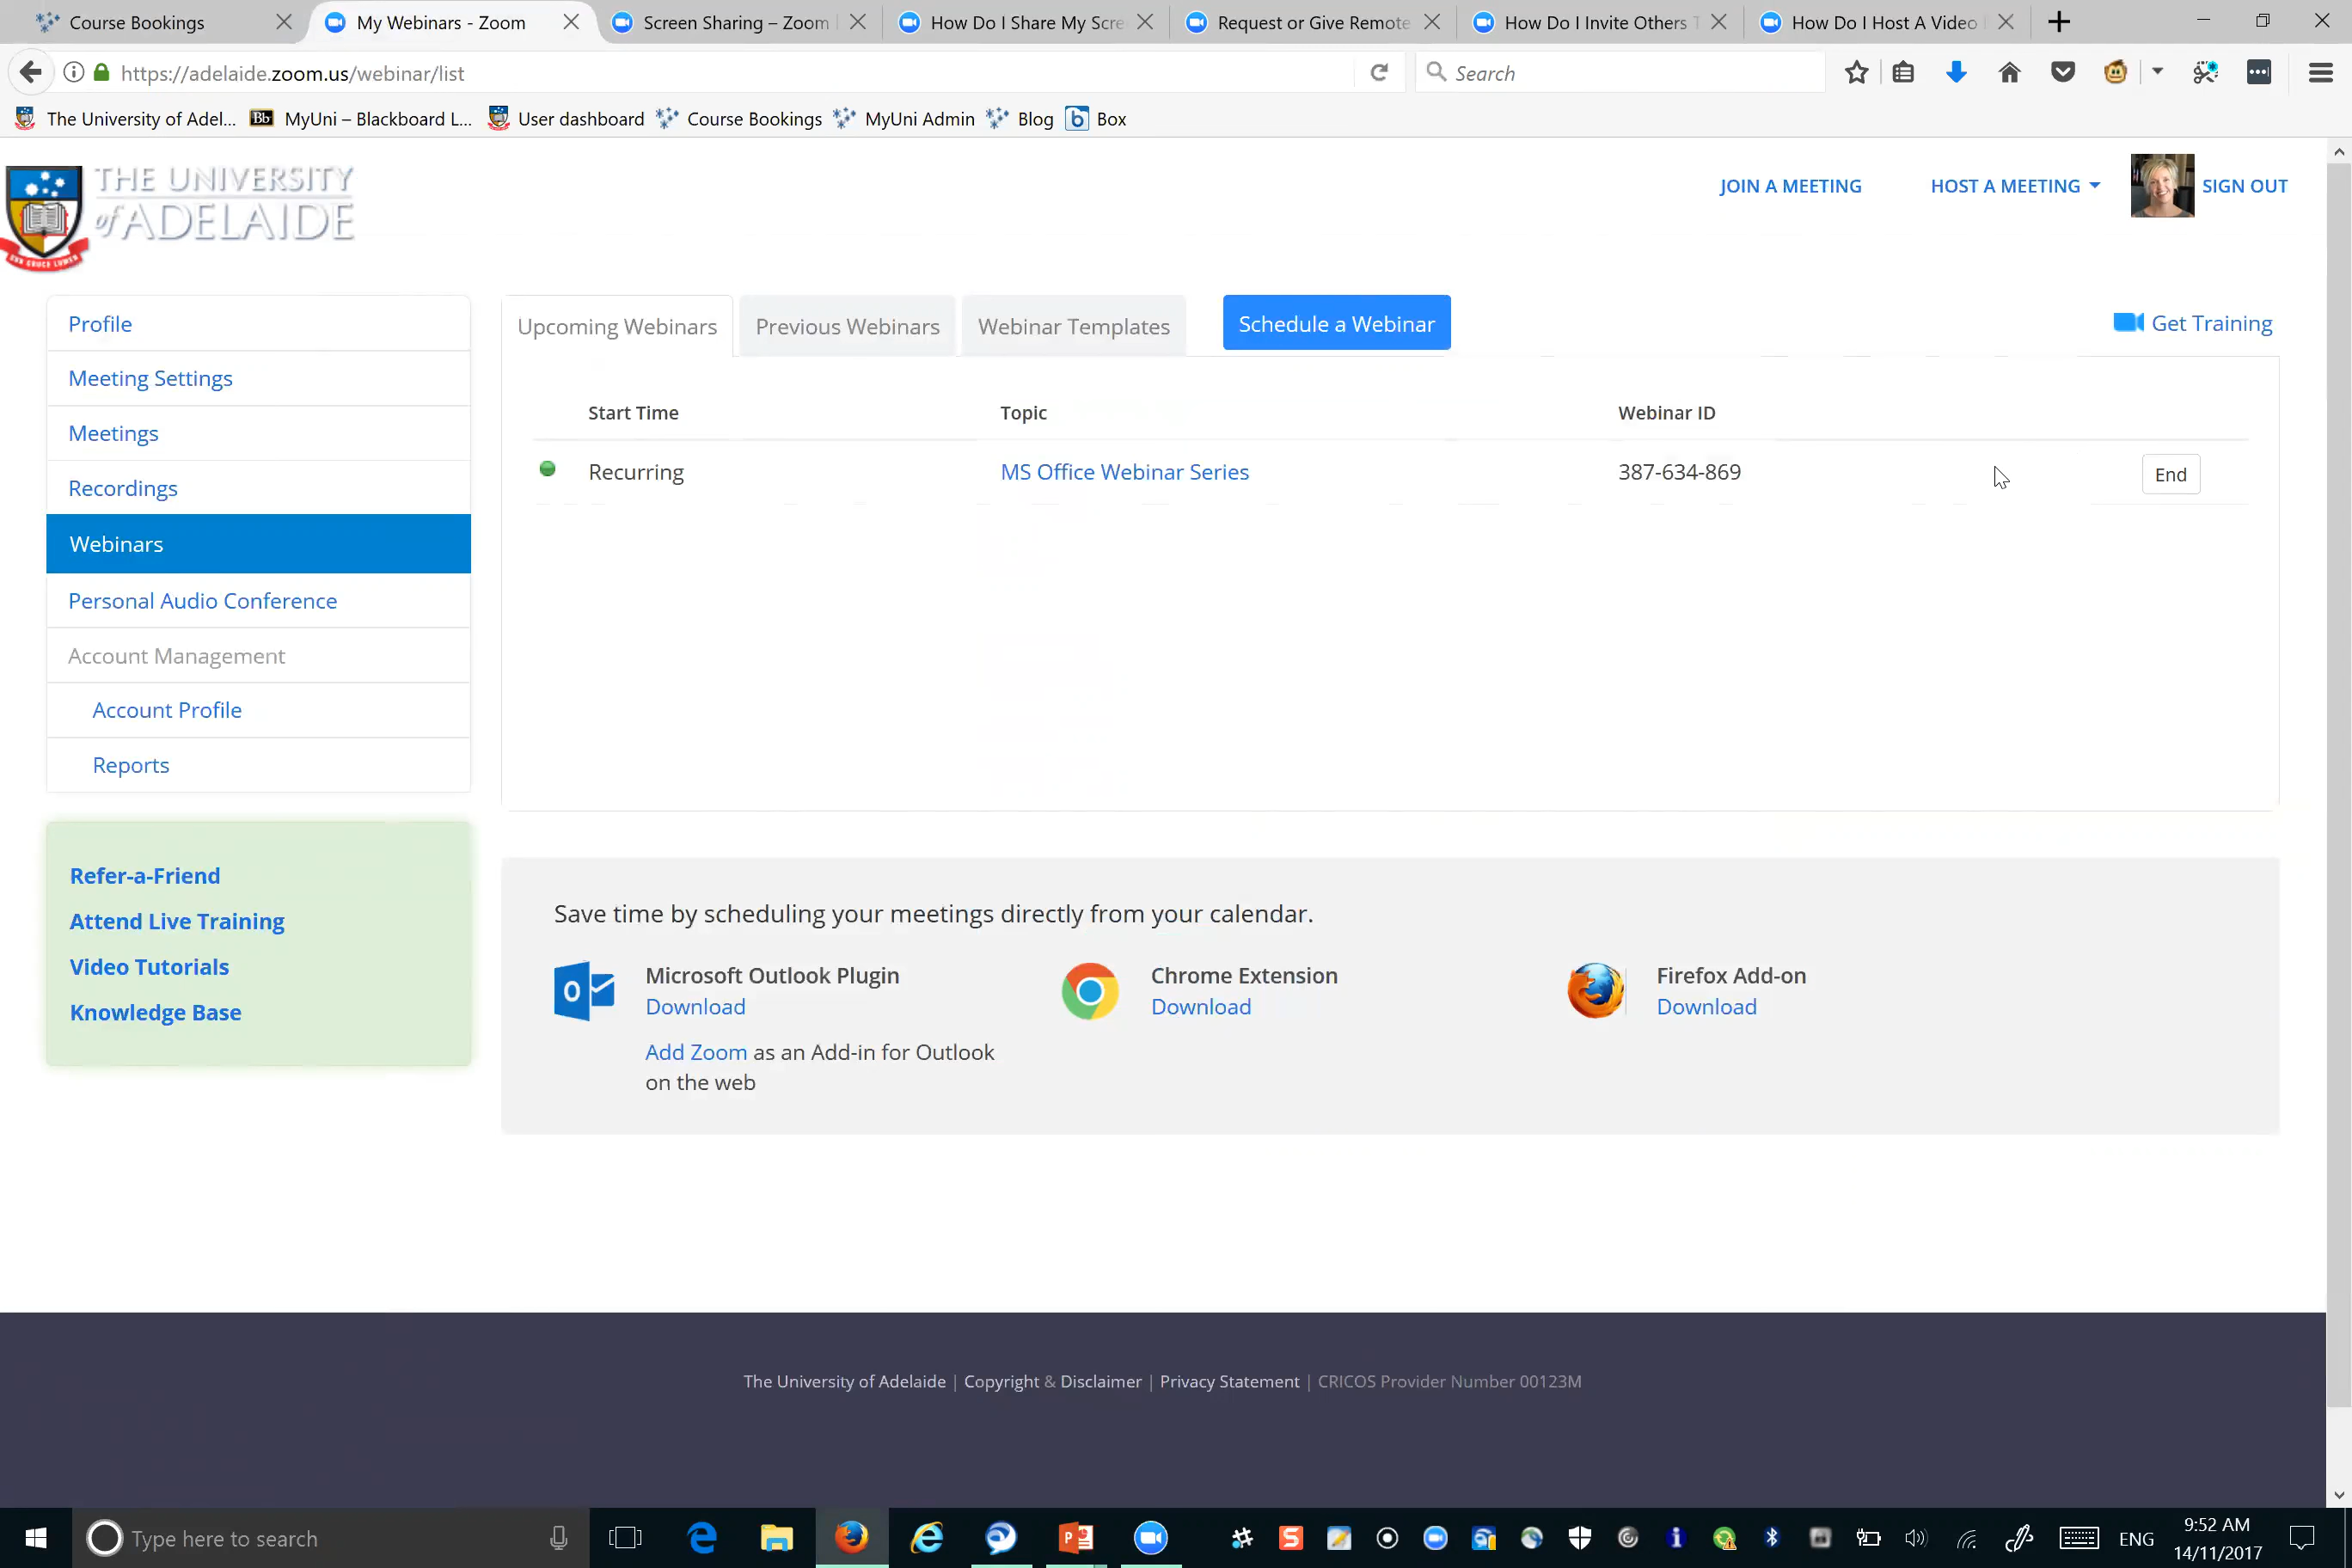 Course Bookings
My Webinars - Zoom
Screen Sharing – Zoom
How Do I Share My Scre
Request or Give Remote
How Do I Invite Others T
How Do I Host A Video
https://adelaide.zoom.us/webinar/list
Search
The University of Adel...
Bb
MyUni – Blackboard L...
User dashboard
Course Bookings
MyUni Admin
Blog
b
Box
THE UNIVERSITY
of ADELAIDE
JOIN A MEETING
HOST A MEETING
SIGN OUT
Profile
Meeting Settings
Meetings
Recordings
Webinars
Personal Audio Conference
Account Management
Account Profile
Reports
Upcoming Webinars
Previous Webinars
Webinar Templates
Schedule a Webinar
Get Training
Start Time
Topic
Webinar ID
Recurring
MS Office Webinar Series
387-634-869
End
Refer-a-Friend
Attend Live Training
Video Tutorials
Knowledge Base
Save time by scheduling your meetings directly from your calendar.
Microsoft Outlook Plugin
Download
Add Zoom as an Add-in for Outlook
on the web
Chrome Extension
Download
Firefox Add-on
Download
The University of Adelaide | Copyright & Disclaimer | Privacy Statement | CRICOS Provider Number 00123M
Type here to search
ENG
9:52 AM
14/11/2017